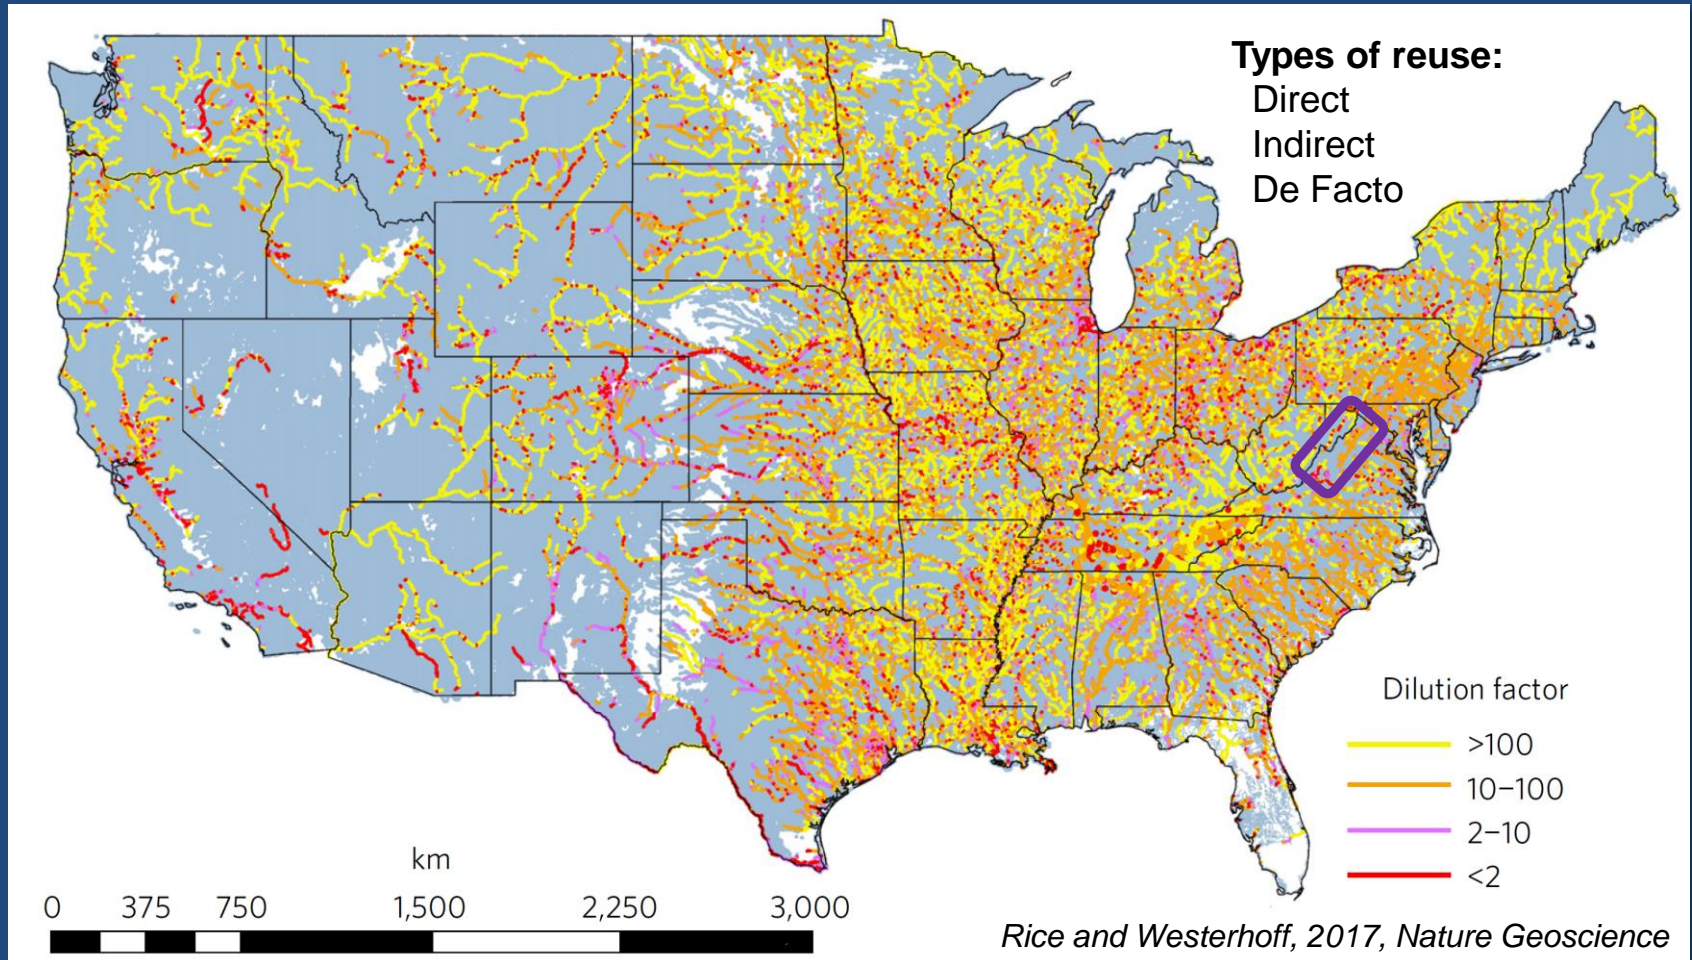 Types of reuse:
Direct
Indirect
De Facto
Dilution factor
>100
10–100
2–10
<2
km
0 375 750 1,500 2,250 3,000
Rice and Westerhoff, 2017, Nature Geoscience